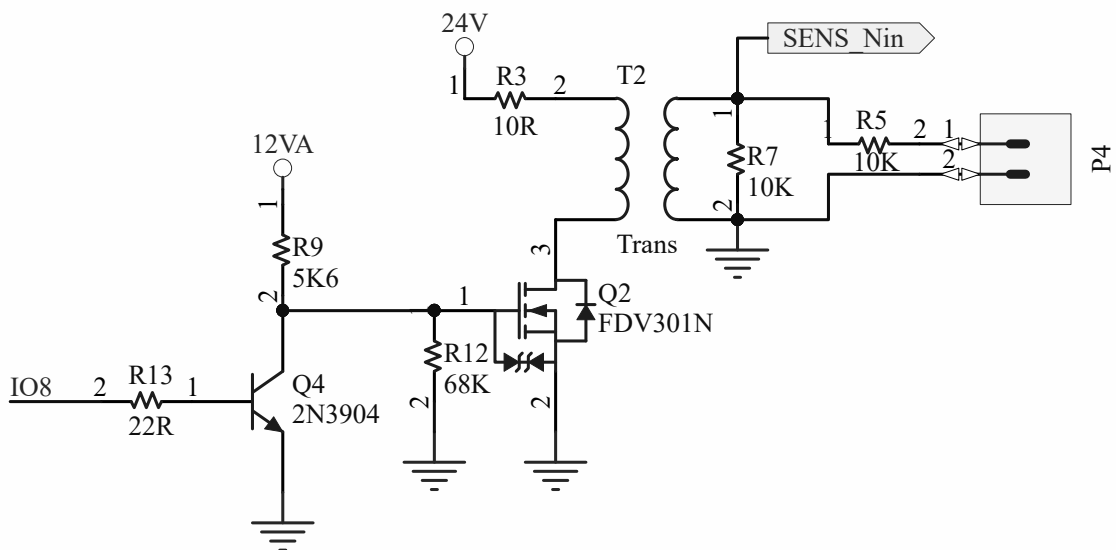 24V
SENS_Nin
1
R3
2
10R
T2
1
R7
10K
2
1
R5
2
10K
1
2
P4
12VA
1
R9
5K6
2
Trans
3
1
Q2
FDV301N
R12
68K
2
2
IO8
2
R13
1
22R
Q4
2N3904